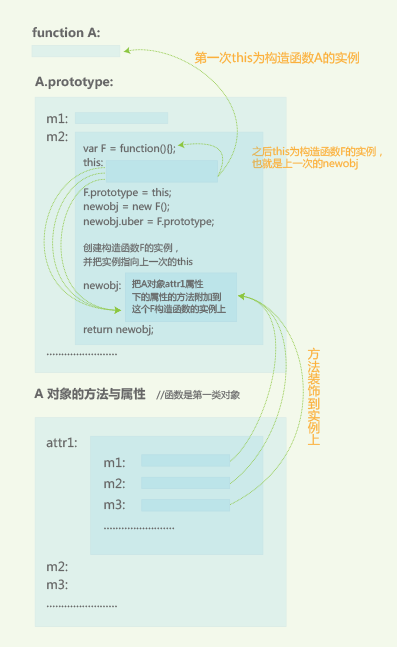 function A:
第一次this为构造函数A的实例
A.prototype:
m1:
m2:
var F = function(){};
this:
之后this为构造函数F的实例，
也就是上一次的newobj
F.prototype = this;
newobj = new F();
newobj.uber = F.prototype;
创建构造函数F的实例，
并把实例指向上一次的this
newobj:
把A对象attr1属性
下的属性的方法附加到
这个F构造函数的实例上
return newobj;
........................
方法装饰到实例上
A 对象的方法与属性 //函数是第一类对象
attr1:
m1:
m2:
m3:
........................
m2:
m3:
........................